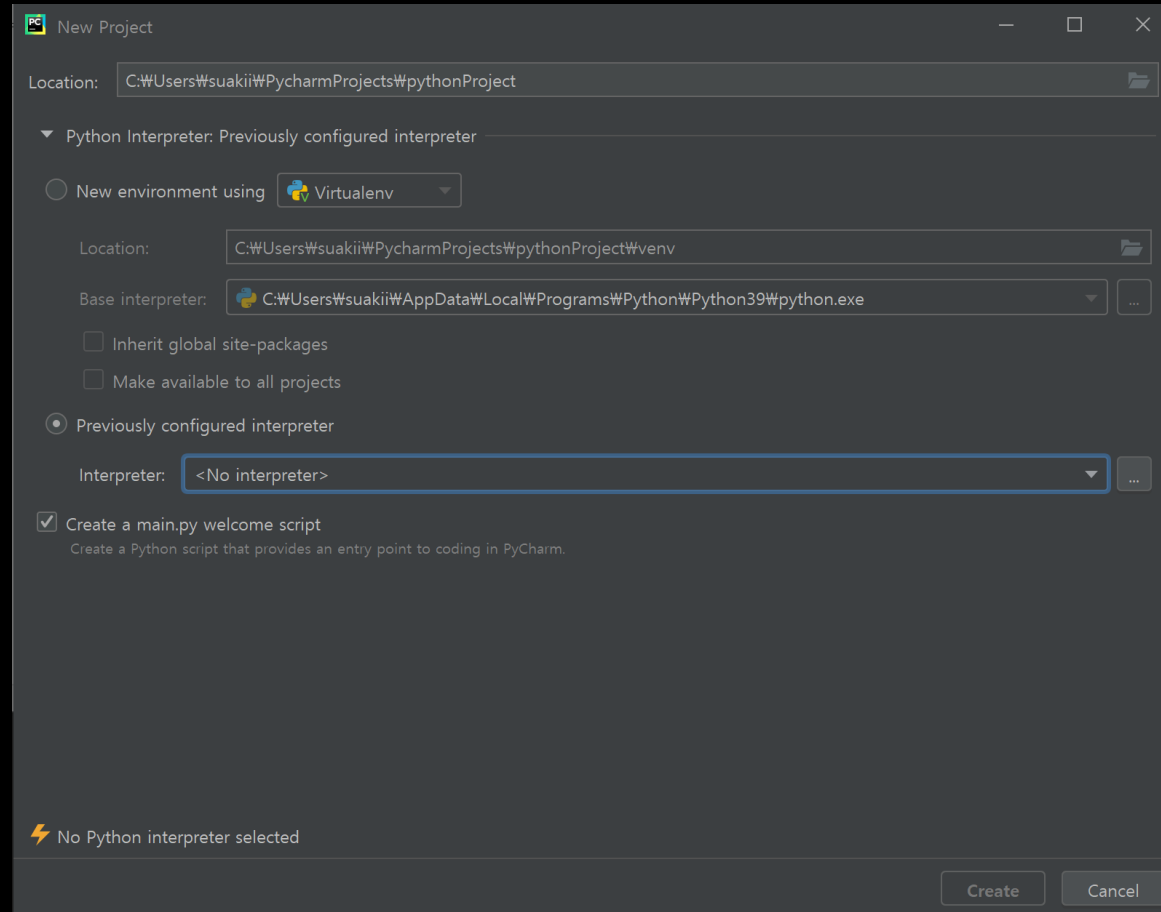 PC
New Project
Location: C:₩Users₩suakii₩PycharmProjects₩pythonProject
Python Interpreter: Previously configured interpreter
New environment using Virtualenv
Location: C:₩Users₩suakii₩PycharmProjects₩pythonProject₩venv
Base interpreter: C:₩Users₩suakii₩AppData₩Local₩Programs₩Python₩Python39₩python.exe ...
Inherit global site-packages
Make available to all projects
Previously configured interpreter
Interpreter: <No interpreter> ...
Create a main.py welcome script
Create a Python script that provides an entry point to coding in PyCharm.
No Python interpreter selected
Create Cancel